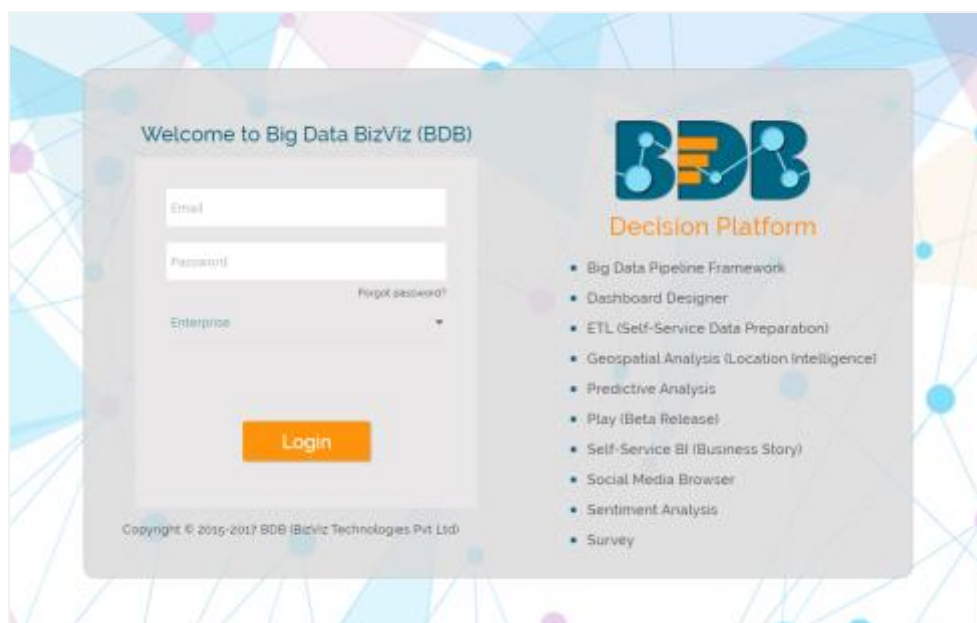 Welcome to Big Data BizViz (BDB)
Email
Password
Forgot password?
Enterprise
Login
Copyright © 2015-2017 BDB (BizViz Technologies Pvt Ltd)
BDB
Decision Platform
• Big Data Pipeline Framework
• Dashboard Designer
• ETL (Self-Service Data Preparation)
• Geospatial Analysis (Location Intelligence)
• Predictive Analysis
• Play (Beta Release)
• Self-Service BI (Business Story)
• Social Media Browser
• Sentiment Analysis
• Survey